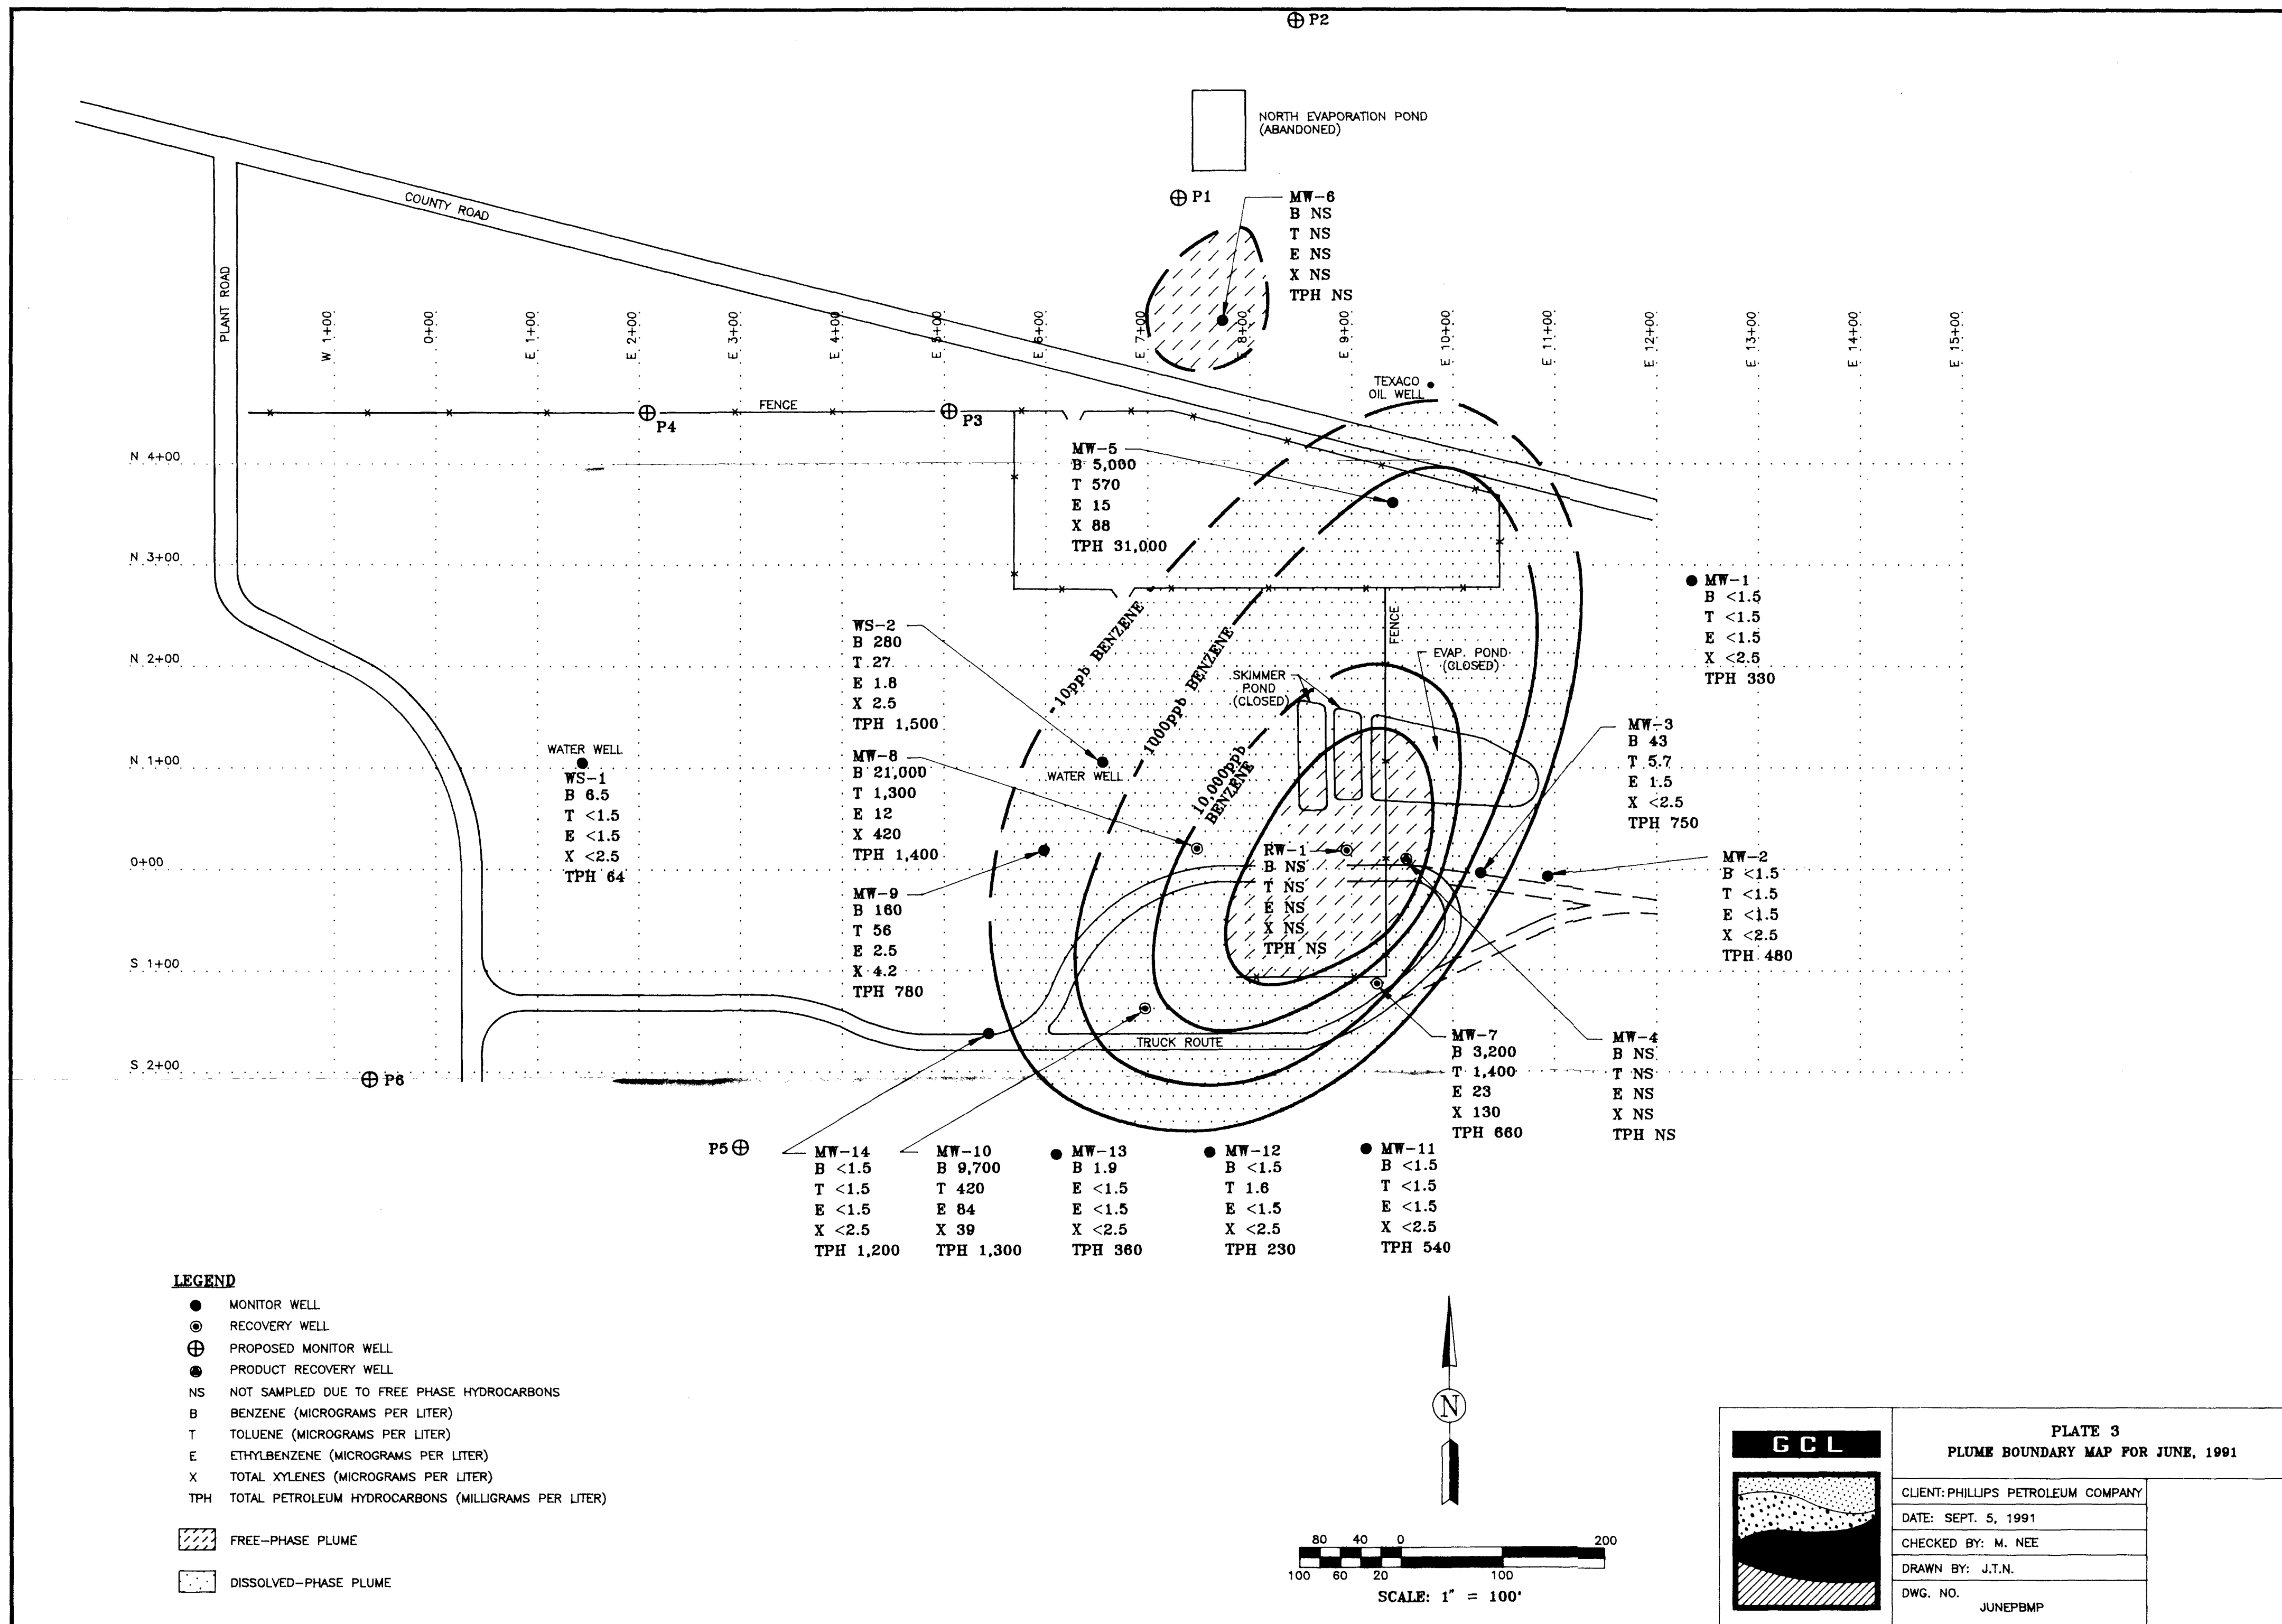 P2
NORTH EVAPORATION POND
(ABANDONED)
P1
MW-6
B NS
T NS
E NS
X NS
TPH NS
COUNTY ROAD
PLANT ROAD
W 1+00
0+00
E 1+00
E 2+00
E 3+00
E 4+00
E 5+00
E 6+00
E 7+00
E 8+00
E 9+00
E 10+00
E 11+00
E 12+00
E 13+00
E 14+00
E 15+00
TEXACO
OIL WELL
FENCE
P4
P3
N 4+00
N 3+00
N 2+00
N 1+00
0+00
S 1+00
S 2+00
MW-5
B 5,000
T 570
E 15
X 88
TPH 31,000
MW-1
B <1.5
T <1.5
E <1.5
X <2.5
TPH 330
10ppb BENZENE
1000ppb BENZENE
10,000ppb
BENZENE
FENCE
EVAP. POND
(CLOSED)
SKIMMER
POND
(CLOSED)
WS-2
B 280
T 27
E 1.8
X 2.5
TPH 1,500
WATER WELL
WATER WELL
WS-1
B 6.5
T <1.5
E <1.5
X <2.5
TPH 64
MW-8
B 21,000
T 1,300
E 12
X 420
TPH 1,400
MW-3
B 43
T 5.7
E 1.5
X <2.5
TPH 750
MW-2
B <1.5
T <1.5
E <1.5
X <2.5
TPH 480
MW-9
B 160
T 56
E 2.5
X 4.2
TPH 780
RW-1
B NS
T NS
E NS
X NS
TPH NS
TRUCK ROUTE
MW-7
B 3,200
T 1,400
E 23
X 130
TPH 660
MW-4
B NS
T NS
E NS
X NS
TPH NS
P6
P5
MW-14
B <1.5
T <1.5
E <1.5
X <2.5
TPH 1,200
MW-10
B 9,700
T 420
E 84
X 39
TPH 1,300
MW-13
B 1.9
E <1.5
E <1.5
X <2.5
TPH 360
MW-12
B <1.5
T 1.6
E <1.5
X <2.5
TPH 230
MW-11
B <1.5
T <1.5
E <1.5
X <2.5
TPH 540
LEGEND
MONITOR WELL
RECOVERY WELL
PROPOSED MONITOR WELL
PRODUCT RECOVERY WELL
NS NOT SAMPLED DUE TO FREE PHASE HYDROCARBONS
B BENZENE (MICROGRAMS PER LITER)
T TOLUENE (MICROGRAMS PER LITER)
E ETHYLBENZENE (MICROGRAMS PER LITER)
X TOTAL XYLENES (MICROGRAMS PER LITER)
TPH TOTAL PETROLEUM HYDROCARBONS (MILLIGRAMS PER LITER)
FREE-PHASE PLUME
DISSOLVED-PHASE PLUME
N
80 40 0 200
100 60 20 100
SCALE: 1" = 100'
GCL
PLATE 3
PLUME BOUNDARY MAP FOR JUNE, 1991
CLIENT: PHILLIPS PETROLEUM COMPANY
DATE: SEPT. 5, 1991
CHECKED BY: M. NEE
DRAWN BY: J.T.N.
DWG. NO.
JUNEPBMP